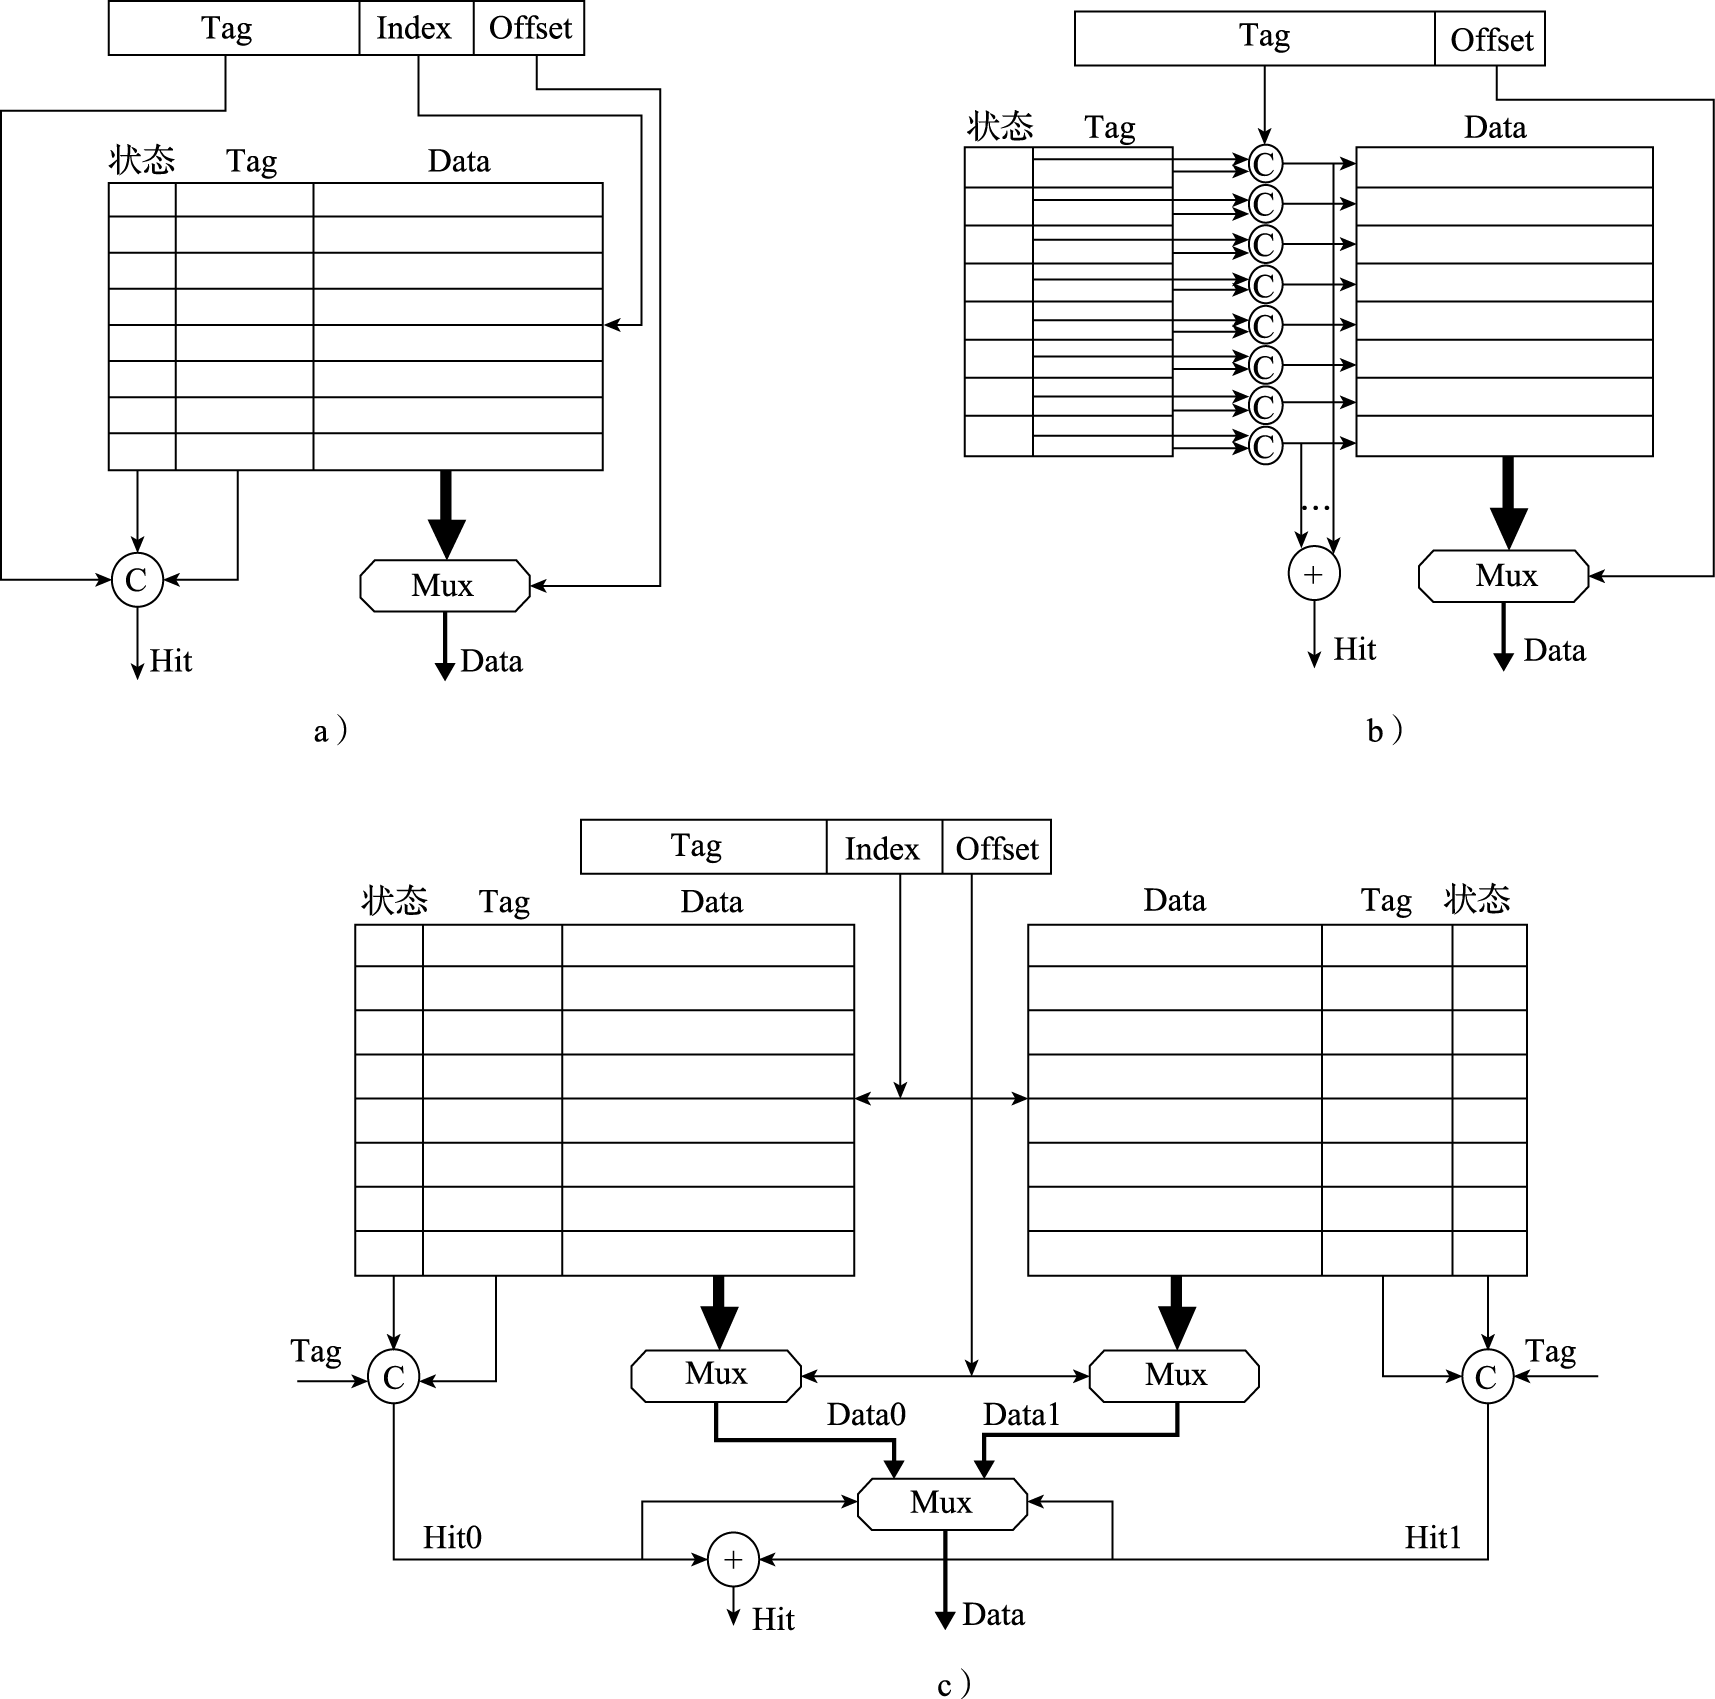 Tag Index Offset
状态 Tag Data
C
Mux
Hit
Data
a）
Tag Offset
状态 Tag Data
C
C
C
C
C
C
C
C
…
+
Mux
Hit
Data
b）
Tag Index Offset
状态 Tag Data Data Tag 状态
Tag C Mux Mux C Tag
Data0 Data1
Mux
Hit0 + Hit1
Hit Data
c）